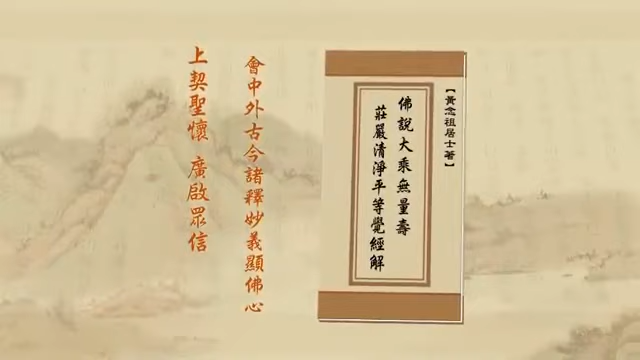 【黃念祖居士著】
佛說大乘無量壽
莊嚴清淨平等覺經解
會中外古今諸釋妙義顯佛心
上契聖懷 廣啟眾信